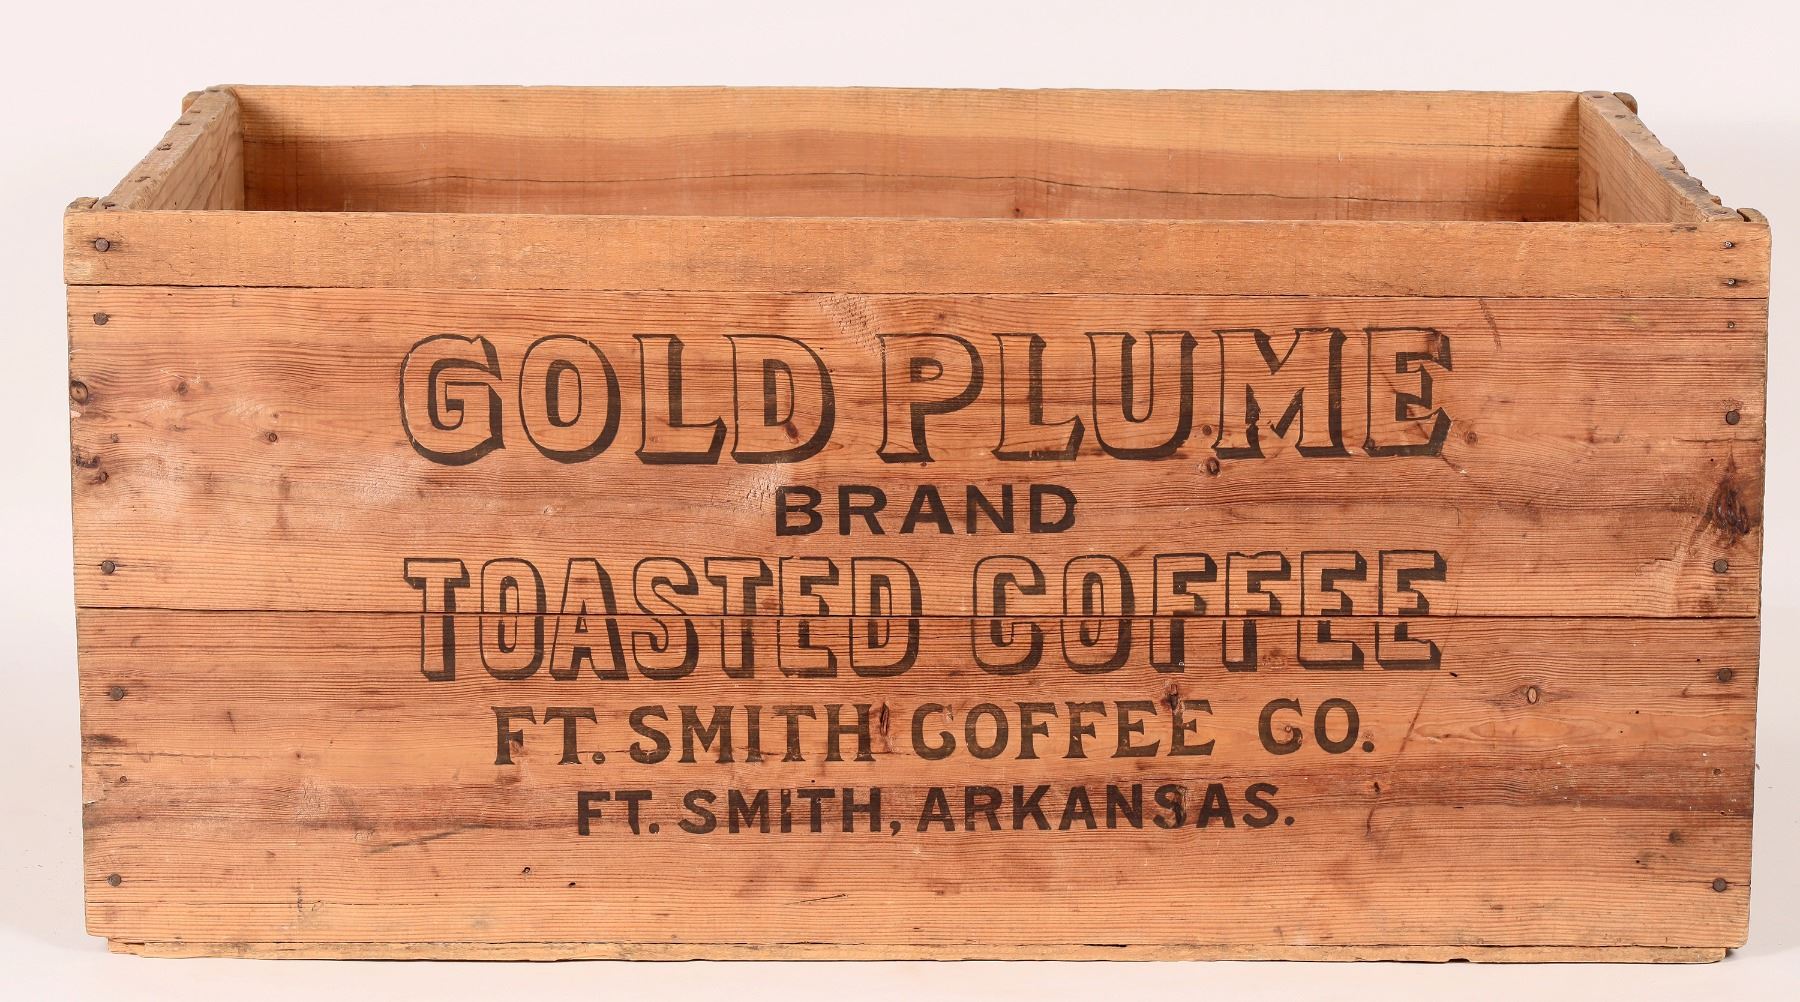 GOLD PLUME
BRAND
TOASTED COFFEE
FT. SMITH COFFEE CO.
FT. SMITH, ARKANSAS.